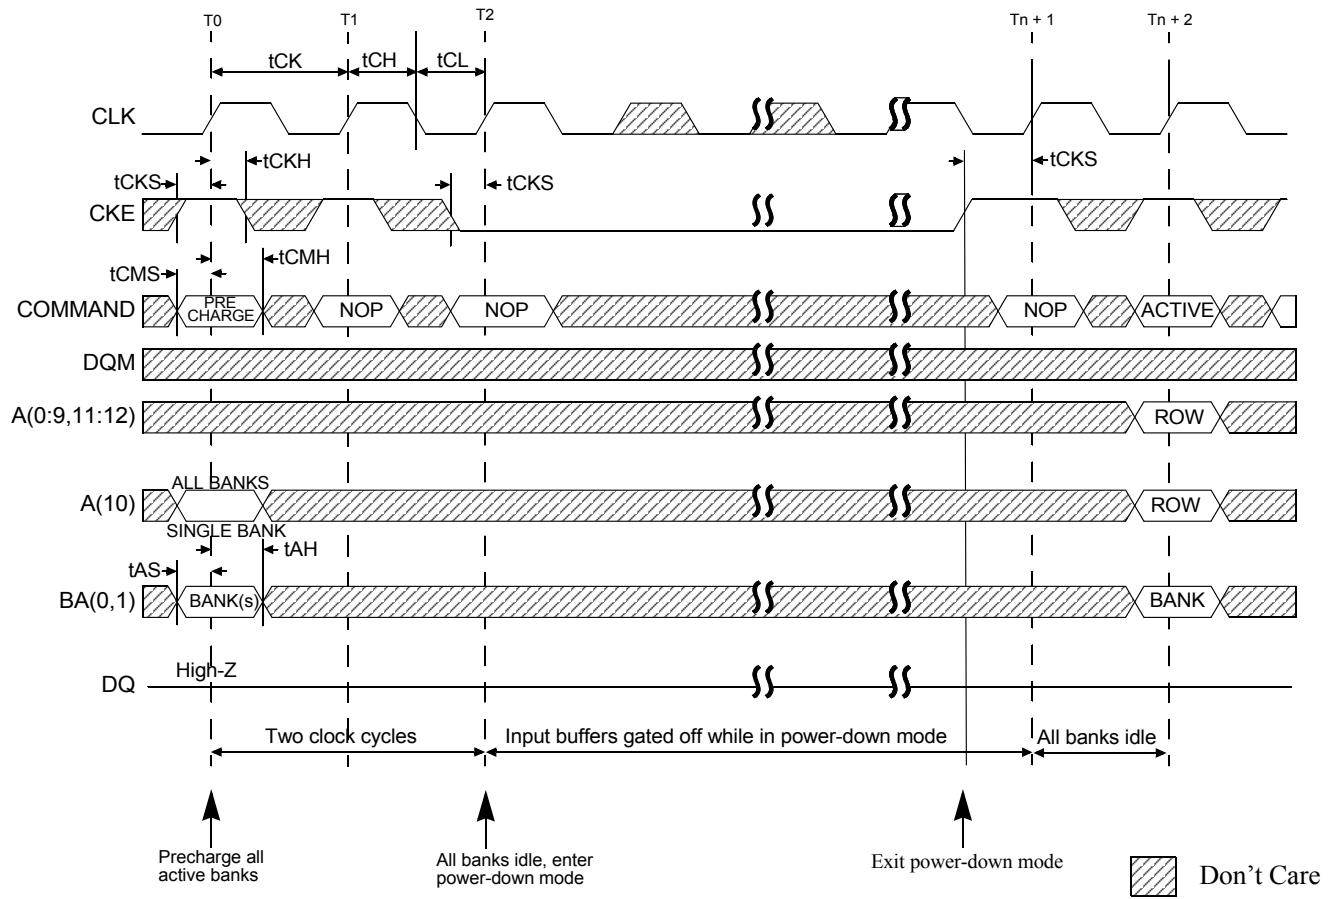 T0 T1 T2 Tn + 1 Tn + 2
tCK tCH tCL
CLK
tCKH tCKS
tCKS tCKS
CKE
tCMH
tCMS
COMMAND PRE CHARGE NOP NOP NOP ACTIVE
DQM
A(0:9,11:12) ROW
ALL BANKS
A(10) ROW
SINGLE BANK
tAH
tAS
BA(0,1) BANK(s) BANK
High-Z
DQ
Two clock cycles Input buffers gated off while in power-down mode All banks idle
Precharge all
active banks
All banks idle, enter
power-down mode
Exit power-down mode
Don't Care